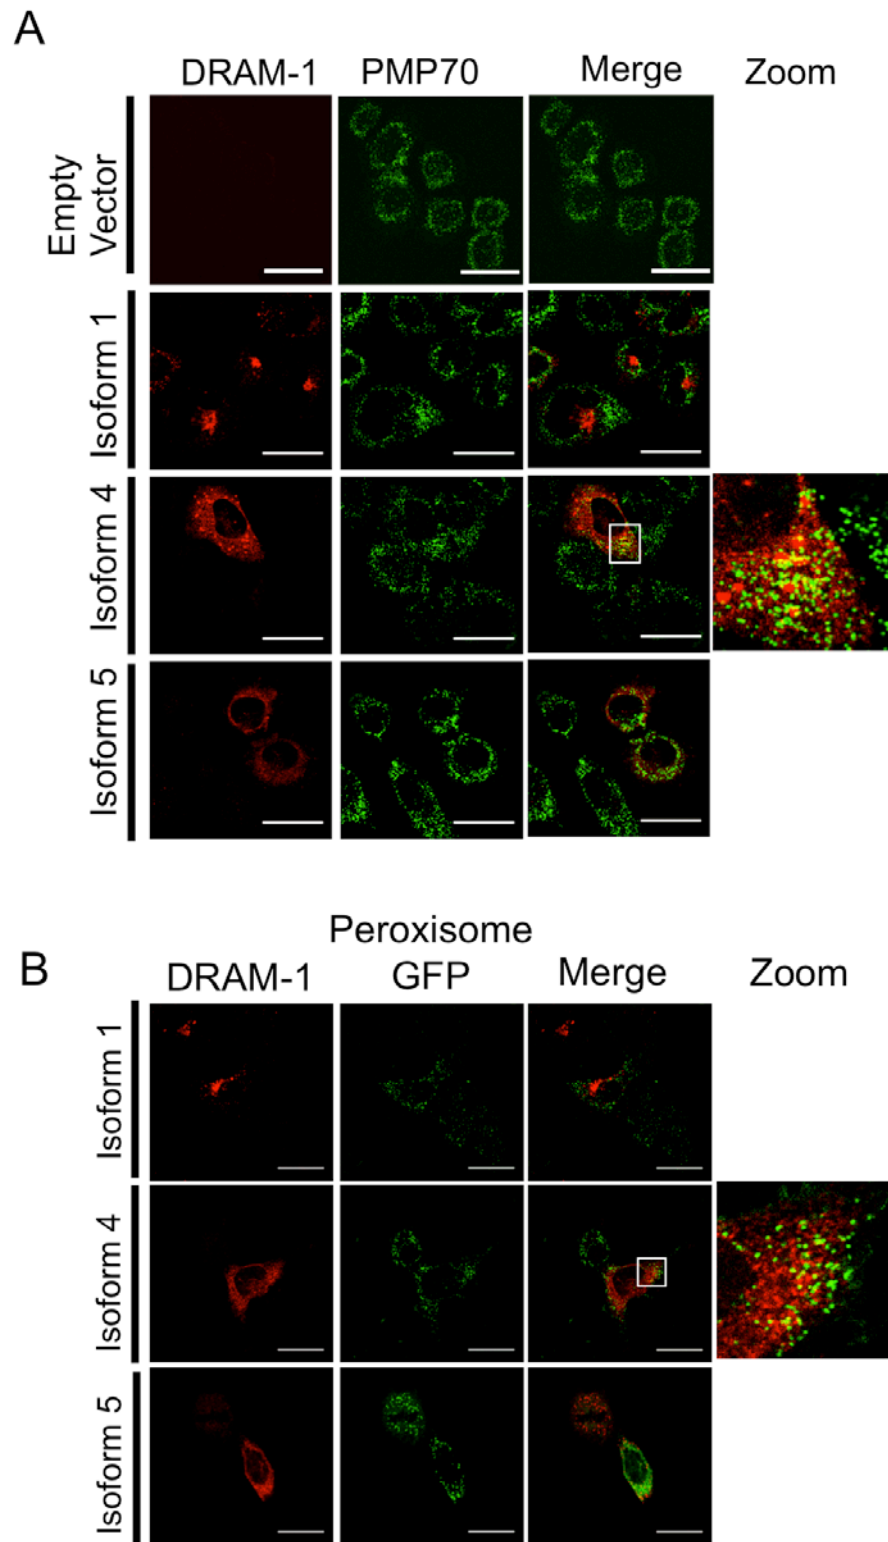 A
DRAM-1 PMP70 Merge Zoom
Empty
Vector
Isoform 1
Isoform 4
Isoform 5
B
Peroxisome
DRAM-1 GFP Merge Zoom
Isoform 1
Isoform 4
Isoform 5